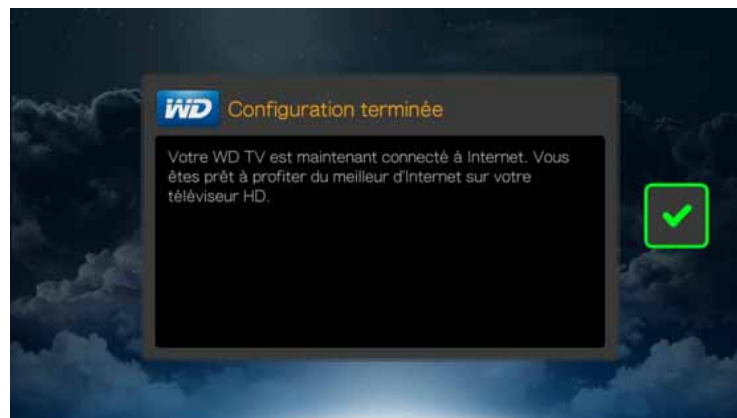 WD Configuration terminée
Votre WD TV est maintenant connecté à Internet. Vous
êtes prêt à profiter du meilleur d'Internet sur votre
téléviseur HD.